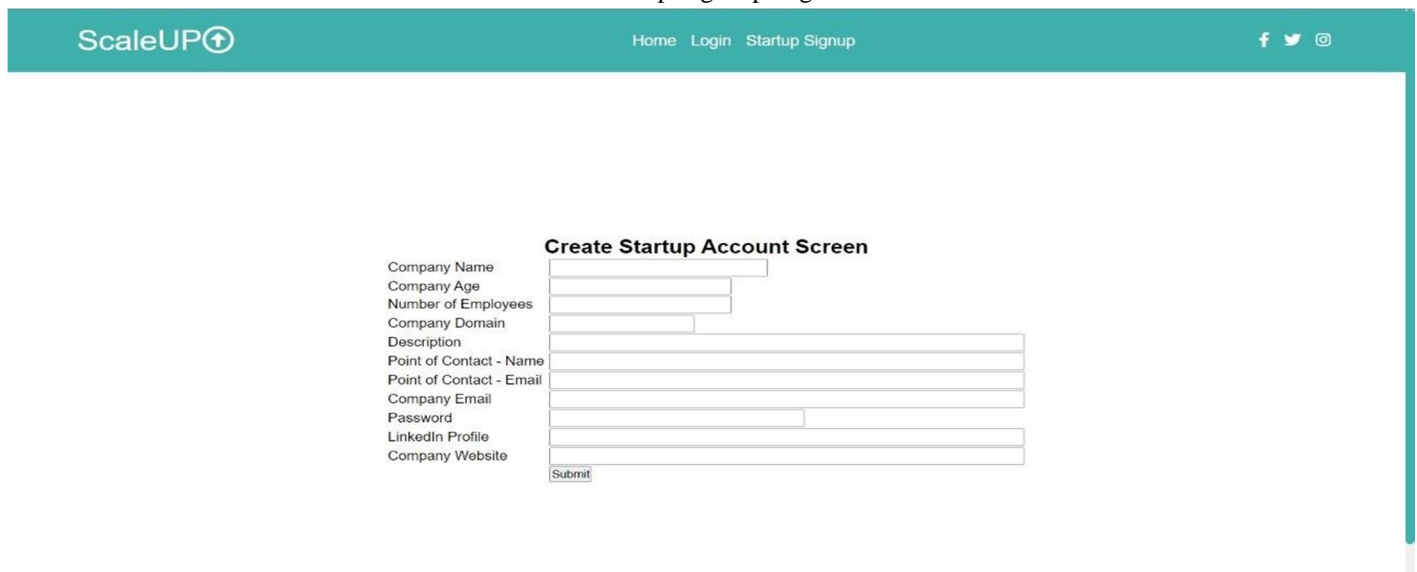 ScaleUP
Home Login Startup Signup
Create Startup Account Screen
Company Name
Company Age
Number of Employees
Company Domain
Description
Point of Contact - Name
Point of Contact - Email
Company Email
Password
LinkedIn Profile
Company Website
Submit